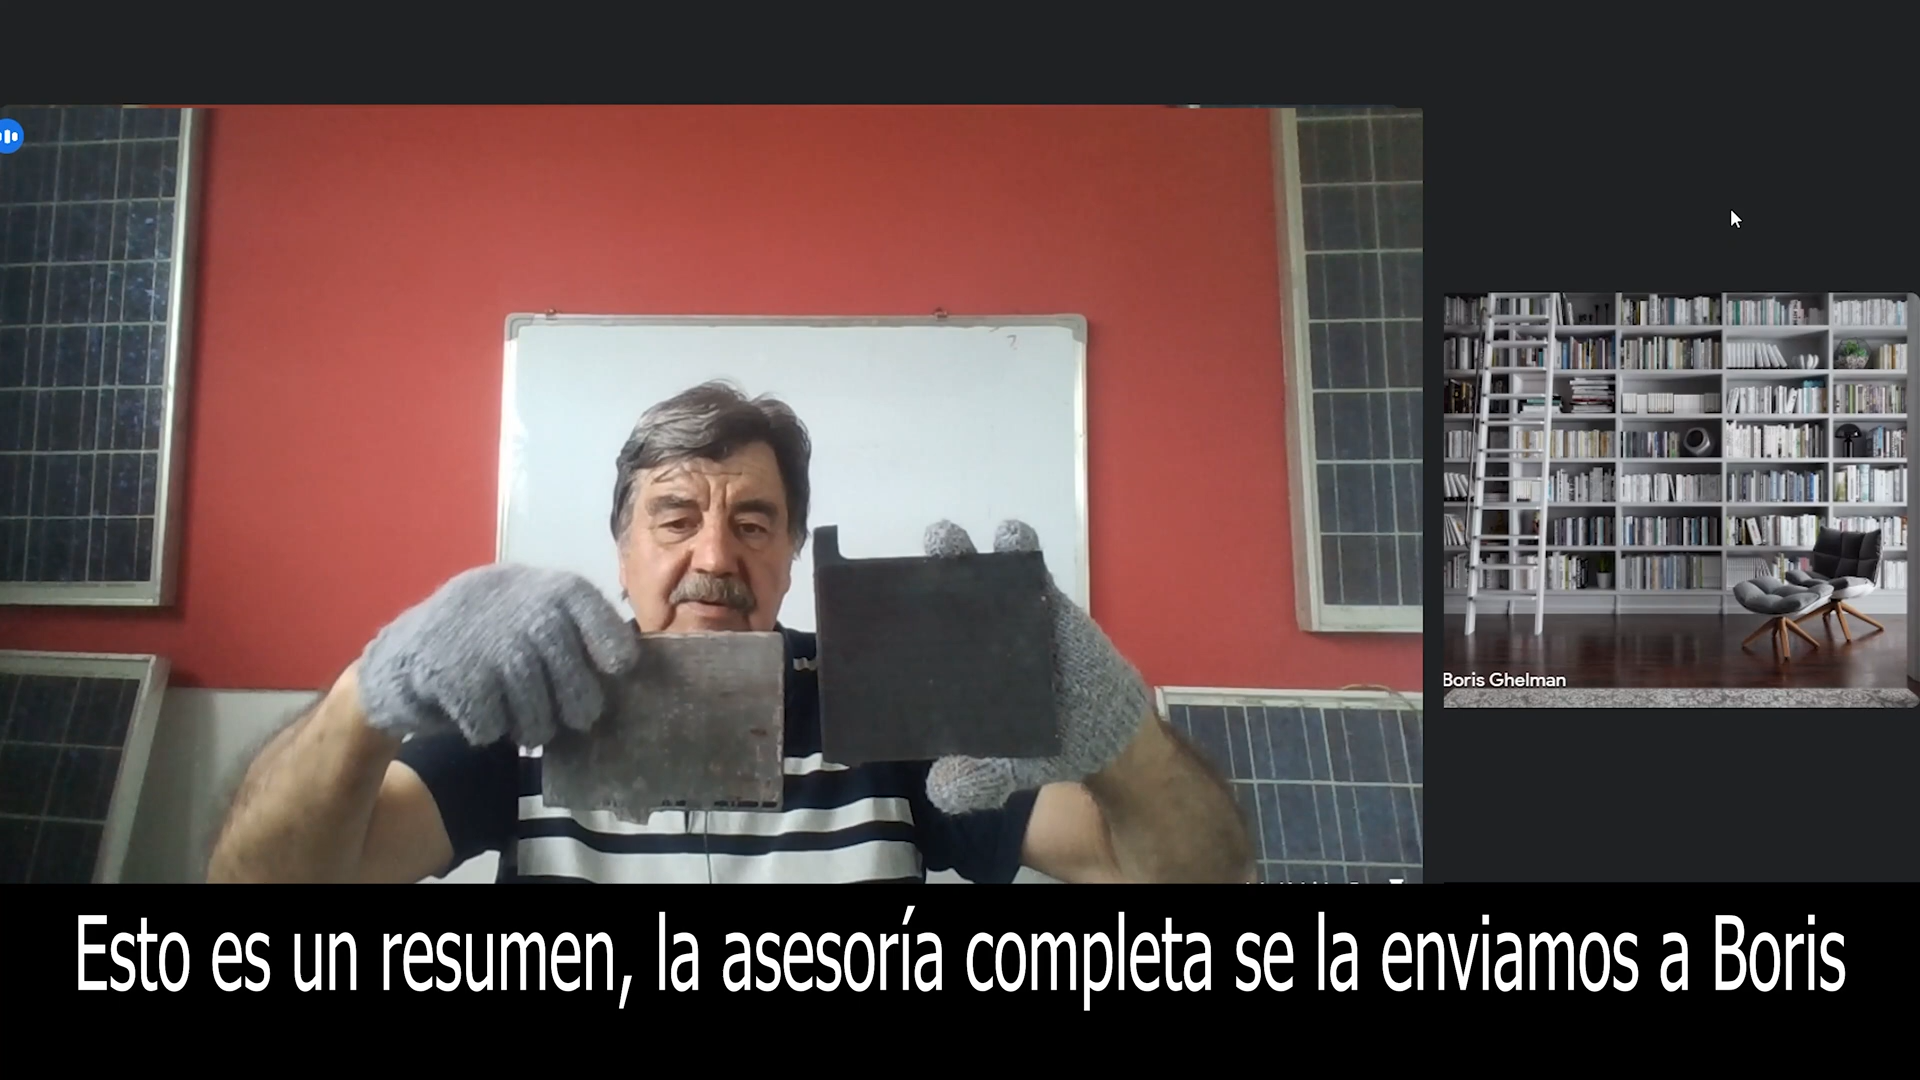 Boris Ghelman
Esto es un resumen, la asesoría completa se la enviamos a Boris